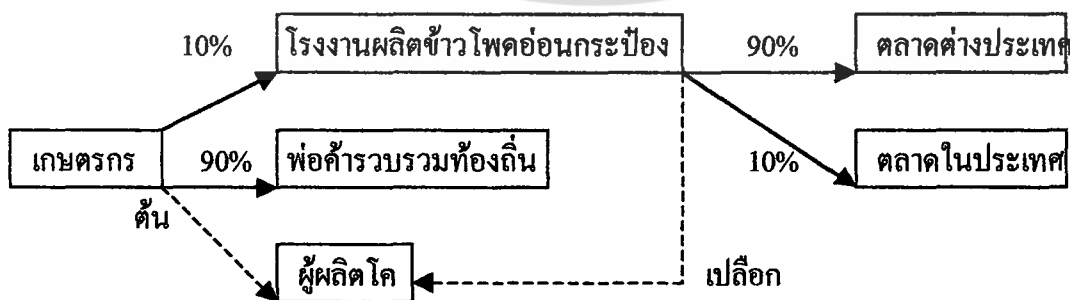 10% โรงงานผลิตข้าวโพดอ่อนกระป๋อง 90% ตลาดต่างประเทศ
เกษตรกร 90% พ่อค้ารวบรวมท้องถิ่น 10% ตลาดในประเทศ
ต้น
ผู้ผลิตโค เปลือก